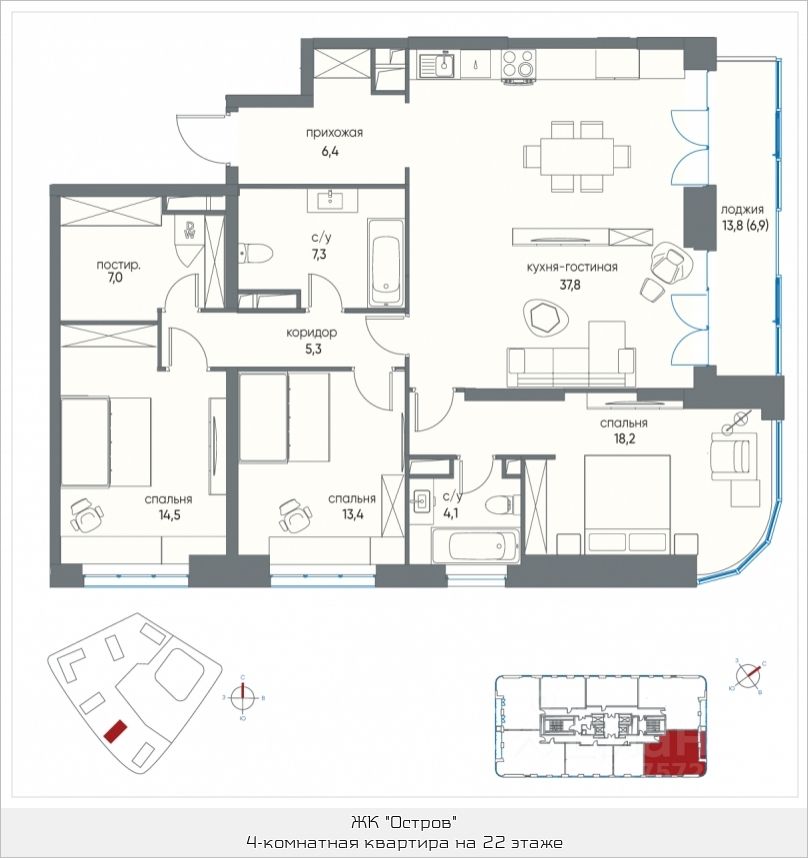 прихожая
6,4
лоджия
13,8 (6,9)
с/у
7,3
D
W
постир.
7,0
кухня-гостиная
37,8
коридор
5,3
спальня
18,2
спальня
14,5
спальня
13,4
с/у
4,1
С
З В
Ю
З С
Ю В
ЖК "Остров"
4-комнатная квартира на 22 этаже